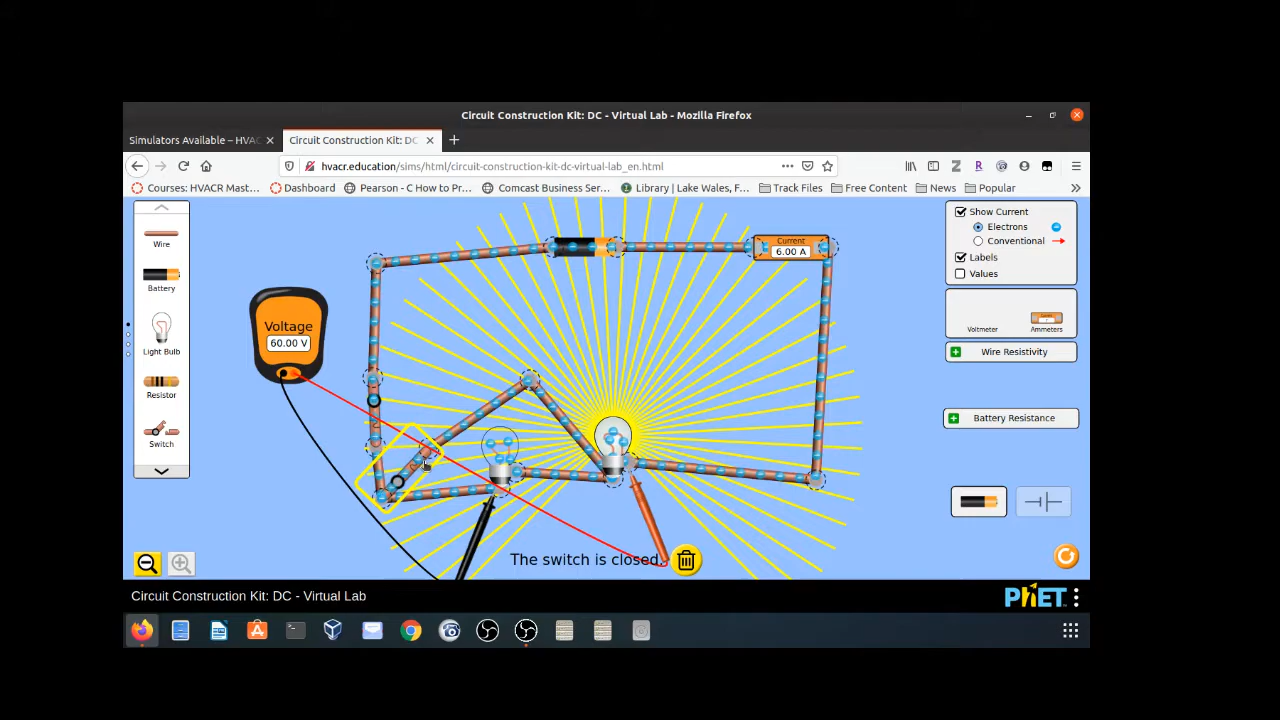 Circuit Construction Kit: DC - Virtual Lab - Mozilla Firefox
Simulators Available – HVAC
Circuit Construction Kit: DC
hvacr.education/sims/html/circuit-construction-kit-dc-virtual-lab_en.html
Courses: HVACR Mast...
Dashboard
Pearson - C How to Pr...
Comcast Business Ser...
Library | Lake Wales, F...
Track Files
Free Content
News
Popular
Wire
Battery
Light Bulb
Resistor
Switch
Voltage
60.00 V
Current
6.00 A
Show Current
Electrons
Conventional
Labels
Values
Voltmeter
Ammeters
Wire Resistivity
Battery Resistance
The switch is closed.
Circuit Construction Kit: DC - Virtual Lab
PhET